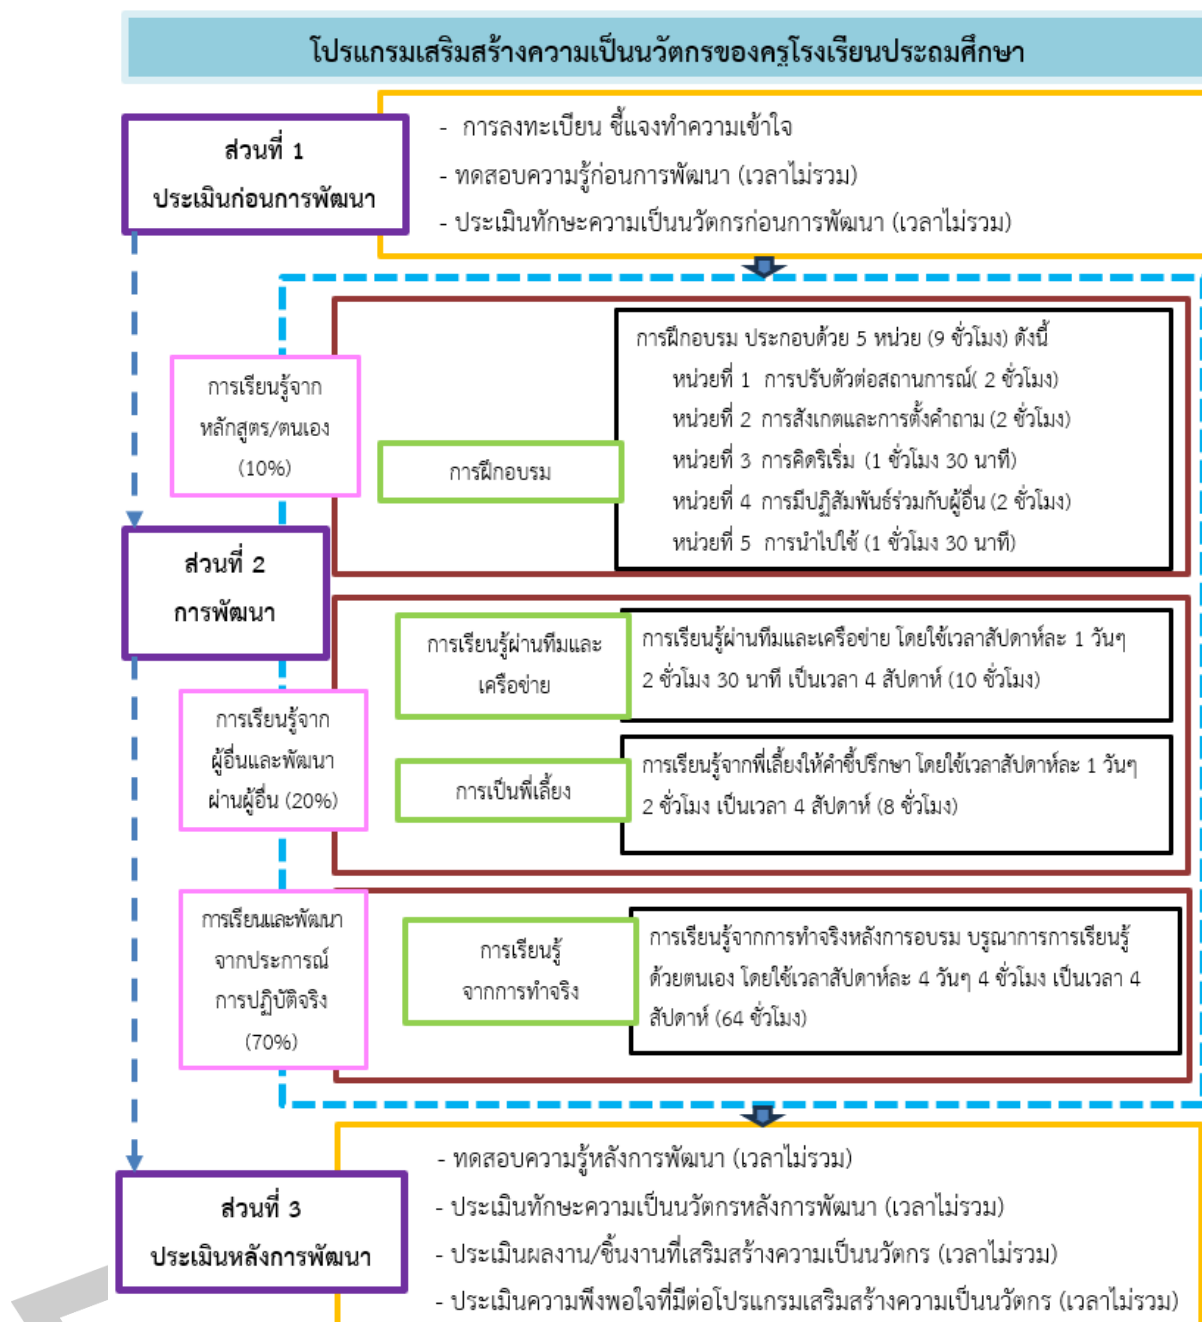 โปรแกรมเสริมสร้างความเป็นนวัตกรของครูโรงเรียนประถมศึกษา
ส่วนที่ 1
ประเมินก่อนการพัฒนา
- การลงทะเบียน ชี้แจงทำความเข้าใจ
- ทดสอบความรู้ก่อนการพัฒนา (เวลาไม่รวม)
- ประเมินทักษะความเป็นนวัตกรก่อนการพัฒนา (เวลาไม่รวม)
การเรียนรู้จาก
หลักสูตร/ตนเอง
(10%)
การฝึกอบรม
การฝึกอบรม ประกอบด้วย 5 หน่วย (9 ชั่วโมง) ดังนี้
หน่วยที่ 1 การปรับตัวต่อสถานการณ์( 2 ชั่วโมง)
หน่วยที่ 2 การสังเกตและการตั้งคำถาม (2 ชั่วโมง)
หน่วยที่ 3 การคิดริเริ่ม (1 ชั่วโมง 30 นาที)
หน่วยที่ 4 การมีปฏิสัมพันธ์ร่วมกับผู้อื่น (2 ชั่วโมง)
หน่วยที่ 5 การนำไปใช้ (1 ชั่วโมง 30 นาที)
ส่วนที่ 2
การพัฒนา
การเรียนรู้จาก
ผู้อื่นและพัฒนา
ผ่านผู้อื่น (20%)
การเรียนรู้ผ่านทีมและ
เครือข่าย
การเรียนรู้ผ่านทีมและเครือข่าย โดยใช้เวลาสัปดาห์ละ 1 วันๆ
2 ชั่วโมง 30 นาที เป็นเวลา 4 สัปดาห์ (10 ชั่วโมง)
การเป็นพี่เลี้ยง
การเรียนรู้จากพี่เลี้ยงให้คำชี้ปรึกษา โดยใช้เวลาสัปดาห์ละ 1 วันๆ
2 ชั่วโมง เป็นเวลา 4 สัปดาห์ (8 ชั่วโมง)
การเรียนและพัฒนา
จากประการณ์
การปฏิบัติจริง
(70%)
การเรียนรู้
จากการทำจริง
การเรียนรู้จากการทำจริงหลังการอบรม บรูณาการการเรียนรู้
ด้วยตนเอง โดยใช้เวลาสัปดาห์ละ 4 วันๆ 4 ชั่วโมง เป็นเวลา 4
สัปดาห์ (64 ชั่วโมง)
ส่วนที่ 3
ประเมินหลังการพัฒนา
- ทดสอบความรู้หลังการพัฒนา (เวลาไม่รวม)
- ประเมินทักษะความเป็นนวัตกรหลังการพัฒนา (เวลาไม่รวม)
- ประเมินผลงาน/ชิ้นงานที่เสริมสร้างความเป็นนวัตกร (เวลาไม่รวม)
- ประเมินความพึงพอใจที่มีต่อโปรแกรมเสริมสร้างความเป็นนวัตกร (เวลาไม่รวม)